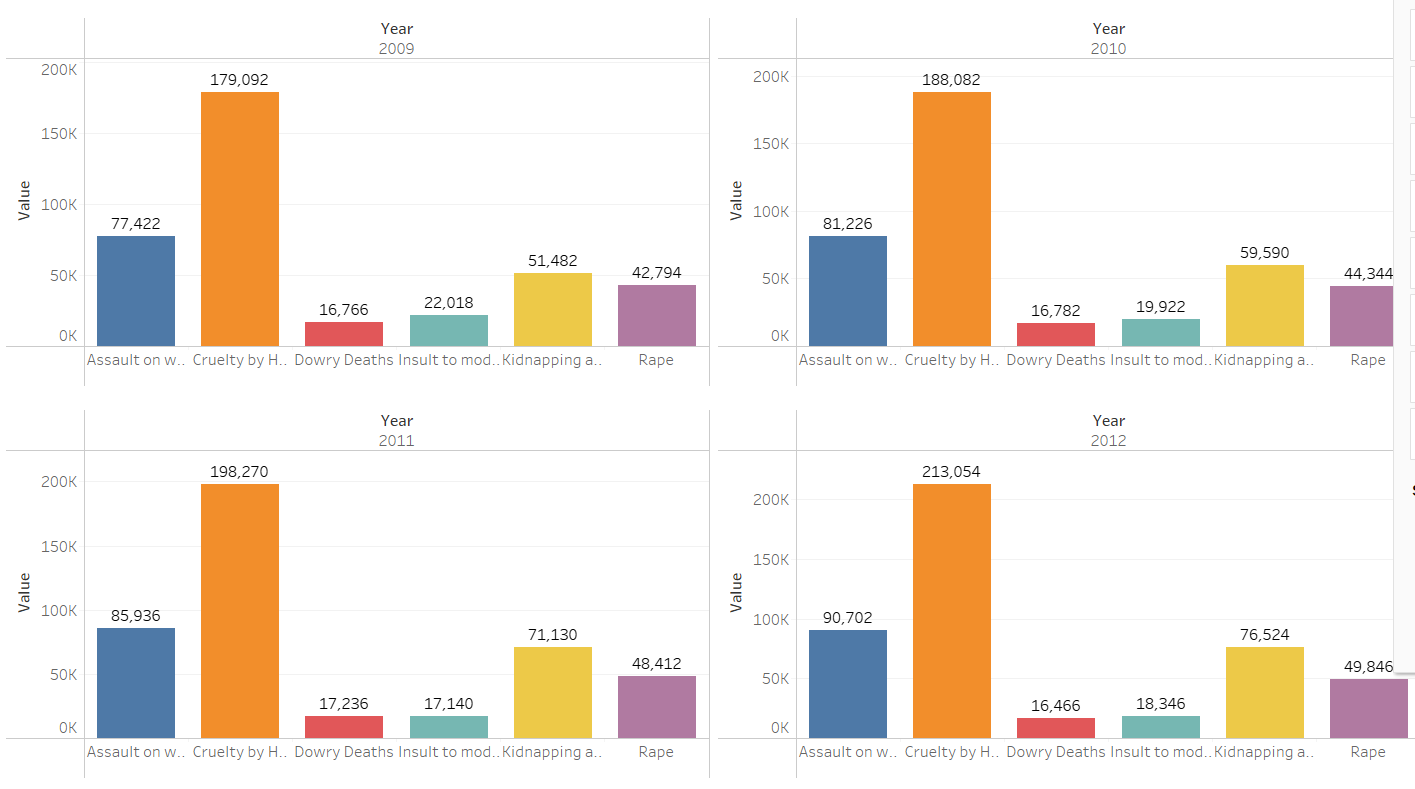 Year
2009
200K
150K
100K
50K
0K
Value
179,092
77,422
51,482
42,794
22,018
16,766
Assault on w.. Cruelty by H.. Dowry Deaths Insult to mod.. Kidnapping a.. Rape
Year
2010
200K
150K
100K
50K
0K
Value
188,082
81,226
59,590
44,344
19,922
16,782
Assault on w.. Cruelty by H.. Dowry Deaths Insult to mod.. Kidnapping a.. Rape
Year
2011
200K
150K
100K
50K
0K
Value
198,270
85,936
71,130
48,412
17,236
17,140
Assault on w.. Cruelty by H.. Dowry Deaths Insult to mod.. Kidnapping a.. Rape
Year
2012
200K
150K
100K
50K
0K
Value
213,054
90,702
76,524
49,846
18,346
16,466
Assault on w.. Cruelty by H.. Dowry Deaths Insult to mod.. Kidnapping a.. Rape